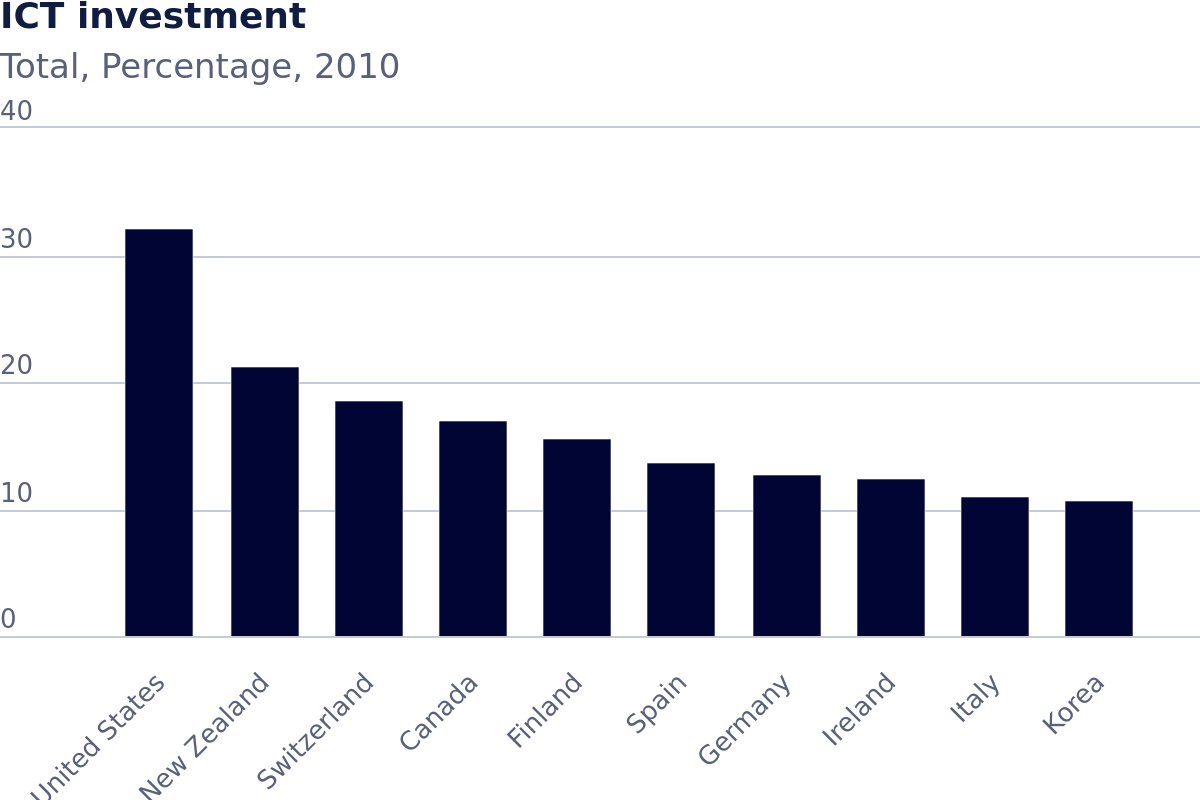 ICT investment
Total, Percentage, 2010
40
30
20
10
0
United States
New Zealand
Switzerland
Canada
Finland
Spain
Germany
Ireland
Italy
Korea